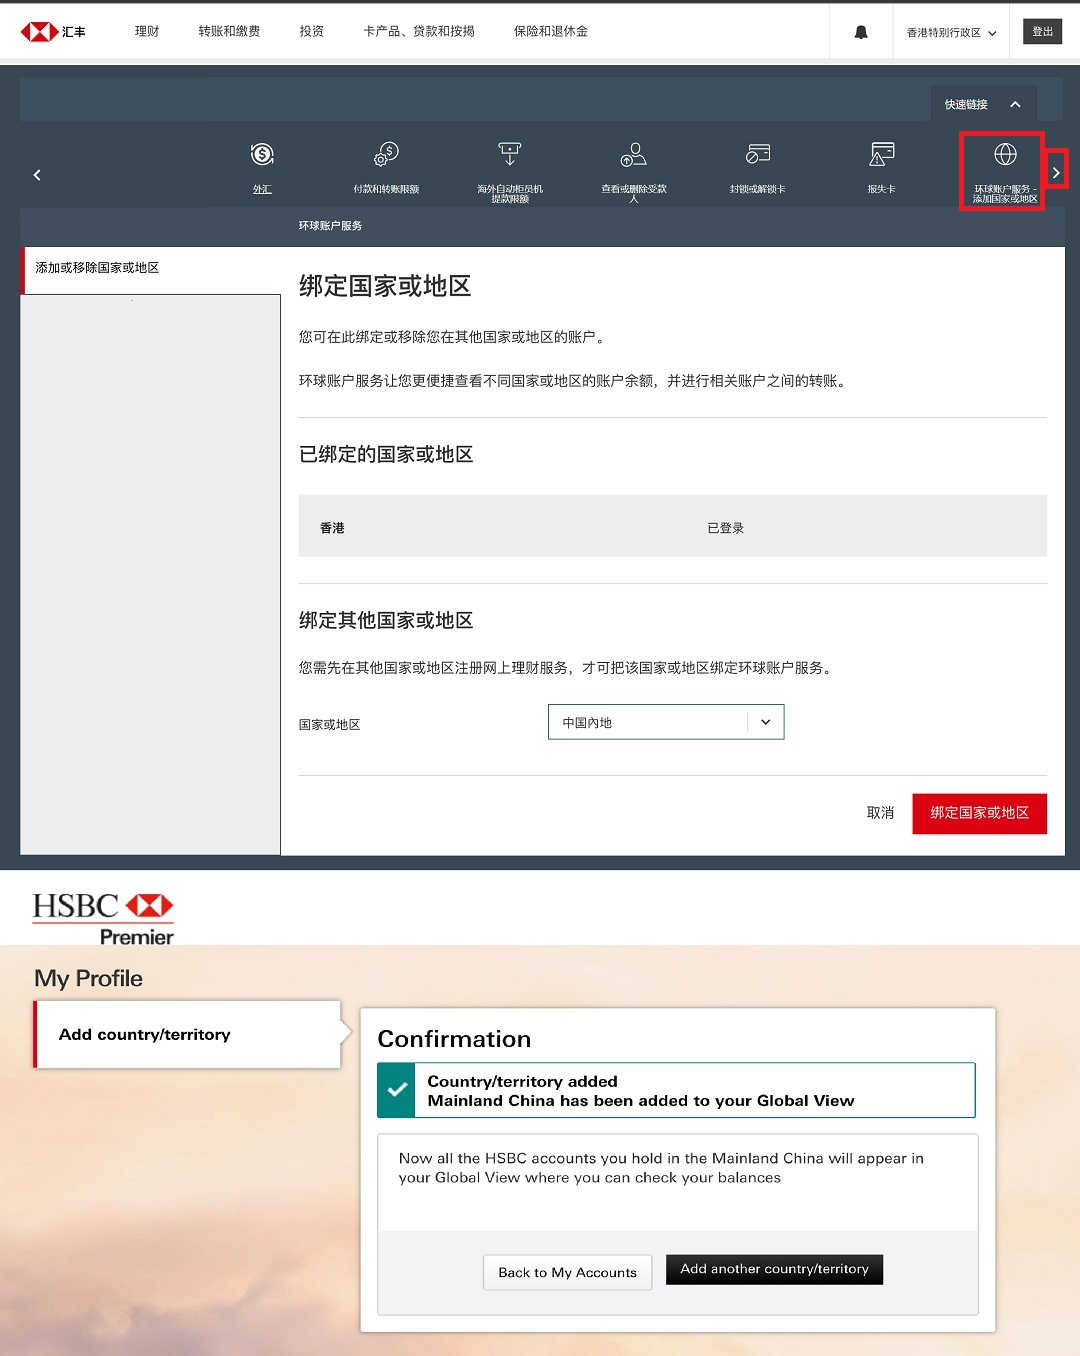 汇丰
理财
转账和缴费
投资
卡产品、贷款和按揭
保险和退休金
香港特别行政区
登出
快速链接
外汇
付款和转账限额
海外自动柜员机
提款限额
查看或删除受款
人
封锁或解锁卡
报失卡
环球账户服务 -
添加国家或地区
环球账户服务
添加或移除国家或地区
绑定国家或地区
您可在此绑定或移除您在其他国家或地区的账户。
环球账户服务让您更便捷查看不同国家或地区的账户余额，并进行相关账户之间的转账。
已绑定的国家或地区
香港
已登录
绑定其他国家或地区
您需先在其他国家或地区注册网上理财服务，才可把该国家或地区绑定环球账户服务。
国家或地区
中国內地
取消
绑定国家或地区
HSBC
Premier
My Profile
Add country/territory
Confirmation
Country/territory added
Mainland China has been added to your Global View
Now all the HSBC accounts you hold in the Mainland China will appear in
your Global View where you can check your balances
Back to My Accounts
Add another country/territory